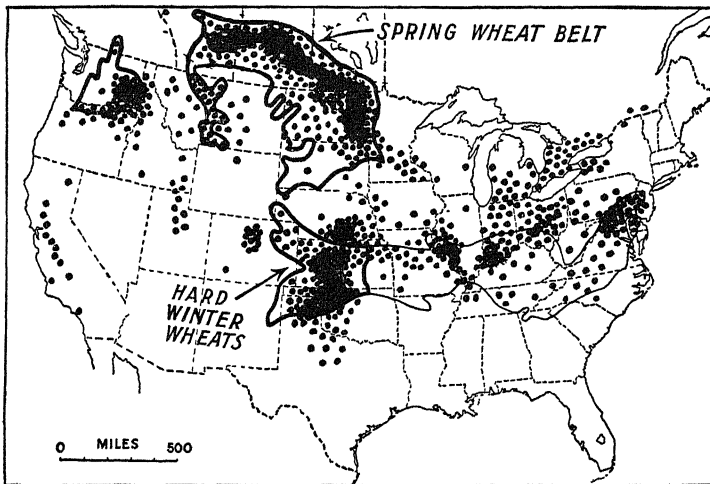 SPRING WHEAT BELT
HARD
WINTER
WHEATS
0 MILES 500